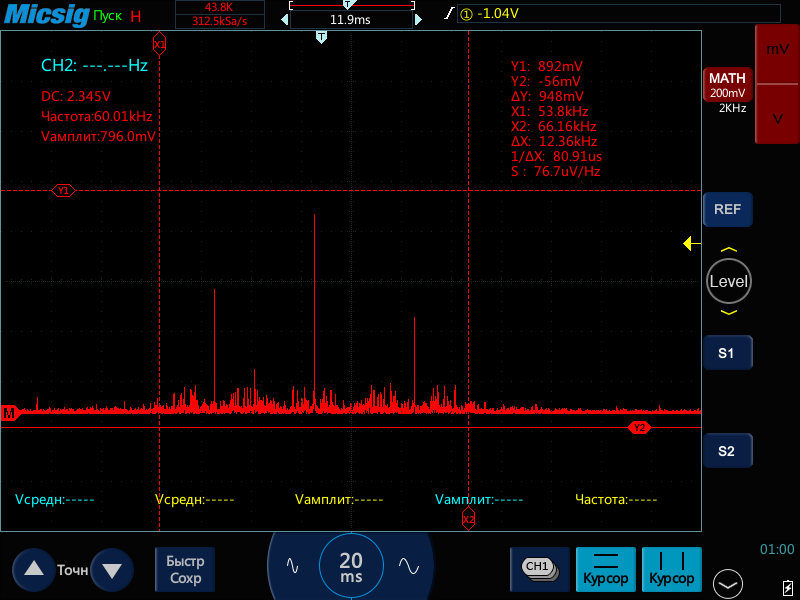 Micsig Пуск H
43.8K
312.5kSa/s
T
11.9ms
1 -1.04V
X1
T
CH2: ---.---Hz
DC: 2.345V
Частота:60.01kHz
Vамплит:796.0mV
Y1: 892mV
Y2: -56mV
ΔY: 948mV
X1: 53.8kHz
X2: 66.16kHz
ΔX: 12.36kHz
1/ΔX: 80.91us
S : 76.7uV/Hz
mV
MATH
200mV
2KHz
V
Y1
REF
Level
S1
M
Y2
S2
Vсредн:----- Vсредн:----- Vамплит:----- Vамплит:----- Частота:-----
X2
01:00
Точн
Быстр
Сохр
20
ms
CH1
Курсор
Курсор